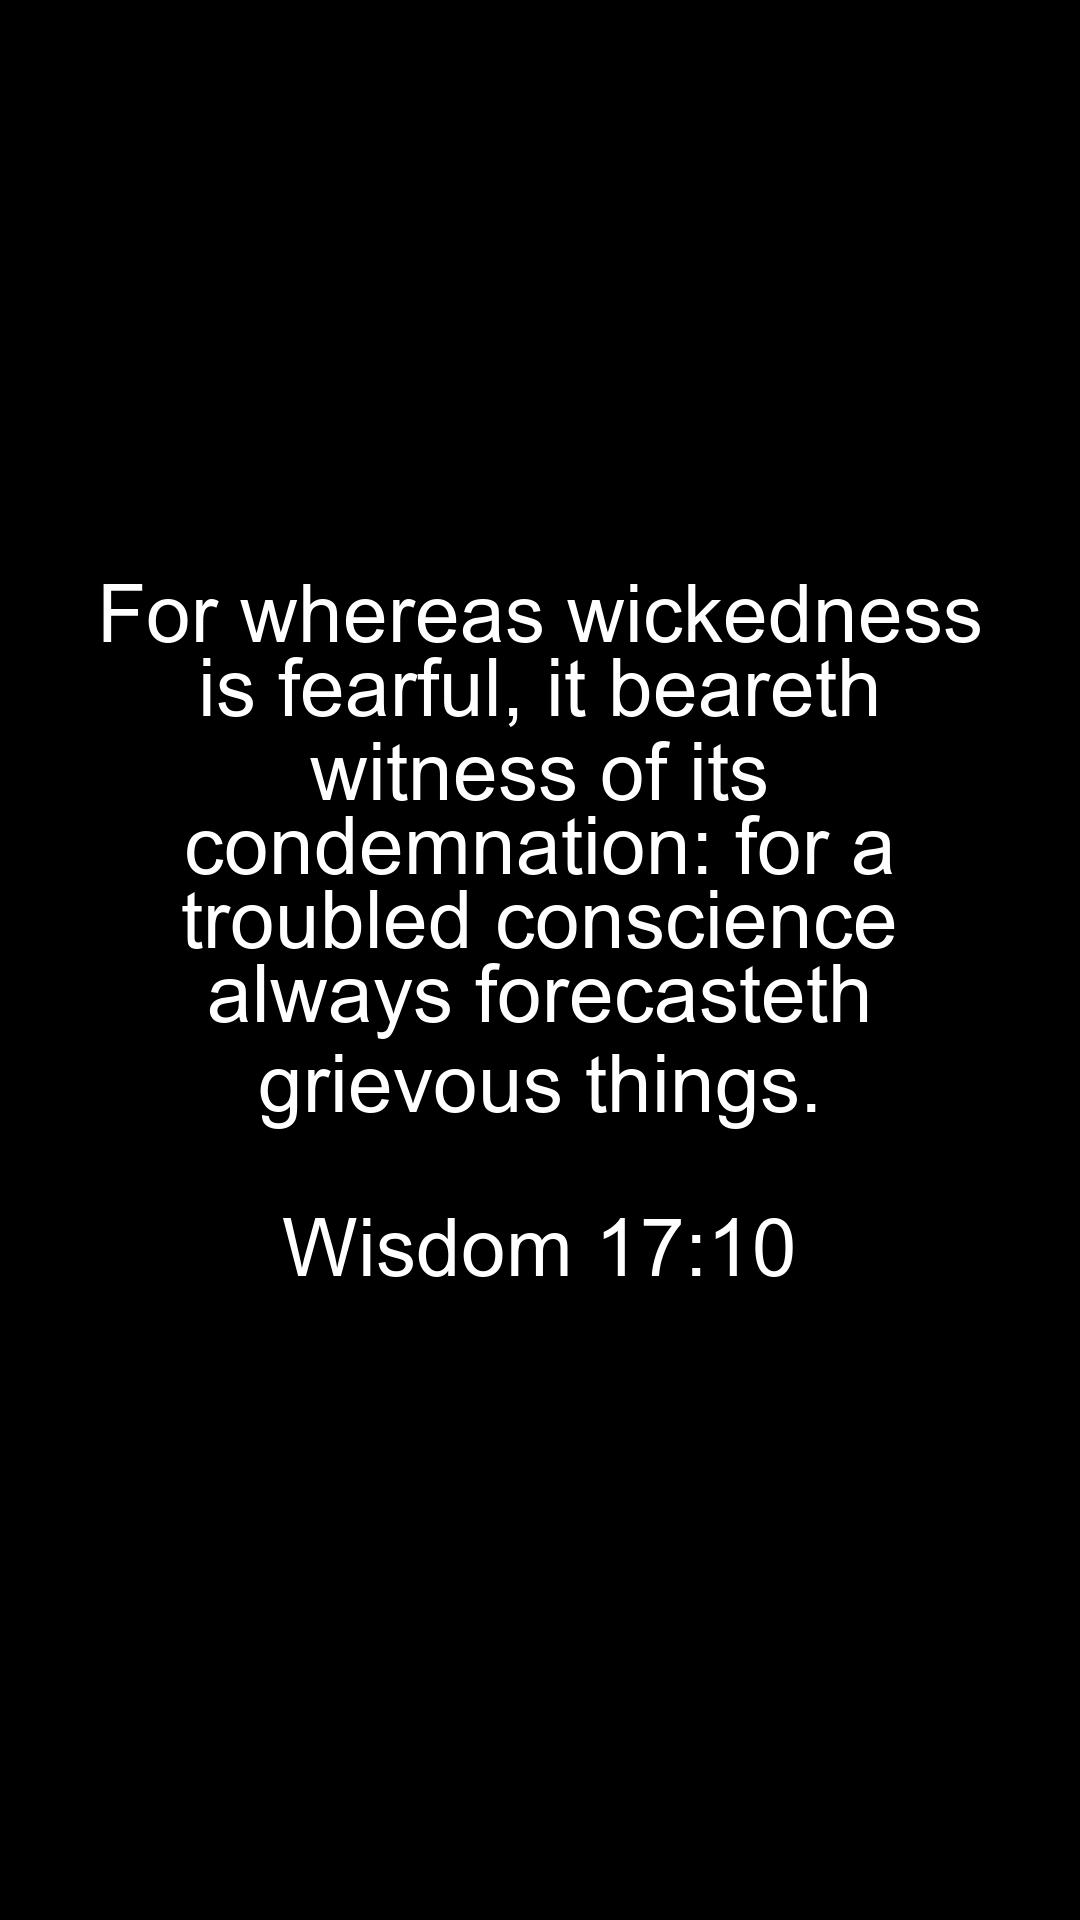 For whereas wickedness
is fearful, it beareth
witness of its
condemnation: for a
troubled conscience
always forecasteth
grievous things.
Wisdom 17:10